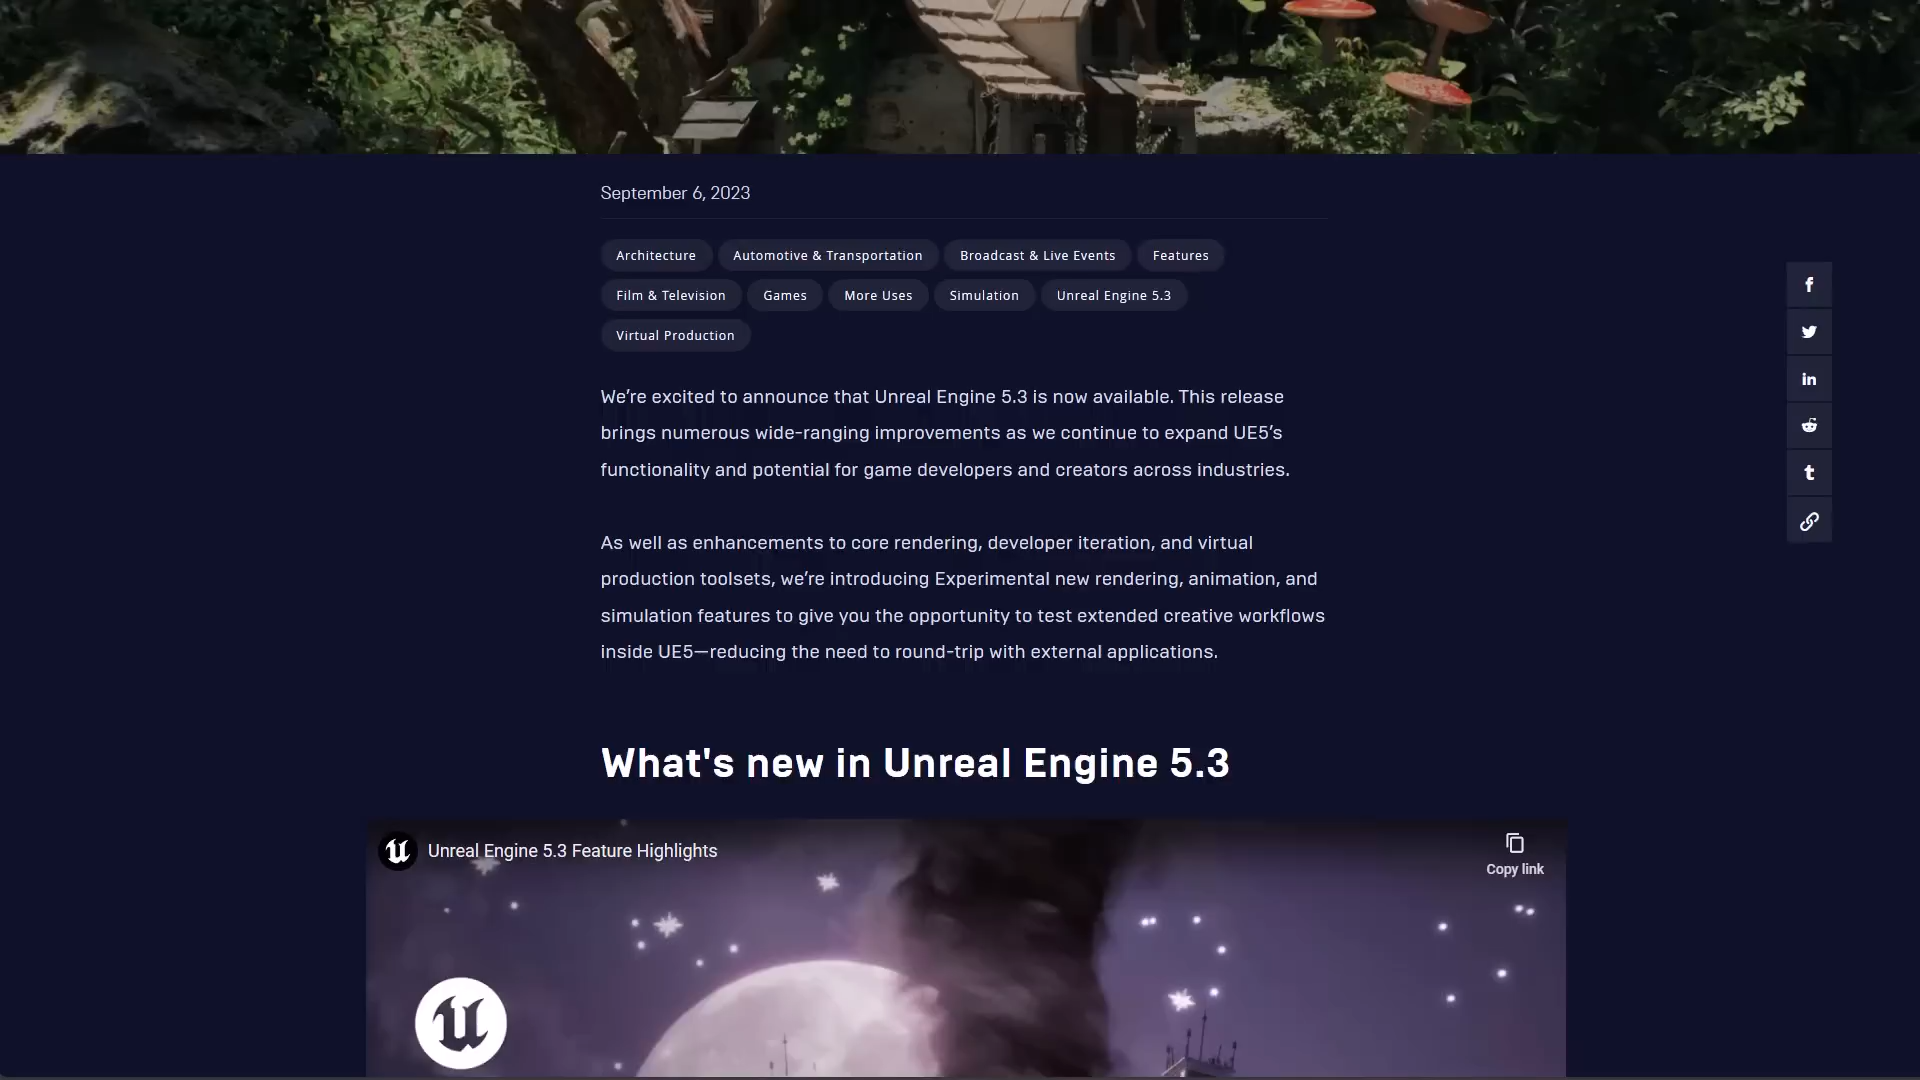 September 6, 2023
Architecture
Automotive & Transportation
Broadcast & Live Events
Features
Film & Television
Games
More Uses
Simulation
Unreal Engine 5.3
Virtual Production
We’re excited to announce that Unreal Engine 5.3 is now available. This release
brings numerous wide-ranging improvements as we continue to expand UE5’s
functionality and potential for game developers and creators across industries.
As well as enhancements to core rendering, developer iteration, and virtual
production toolsets, we’re introducing Experimental new rendering, animation, and
simulation features to give you the opportunity to test extended creative workflows
inside UE5—reducing the need to round-trip with external applications.
What's new in Unreal Engine 5.3
Unreal Engine 5.3 Feature Highlights
Copy link